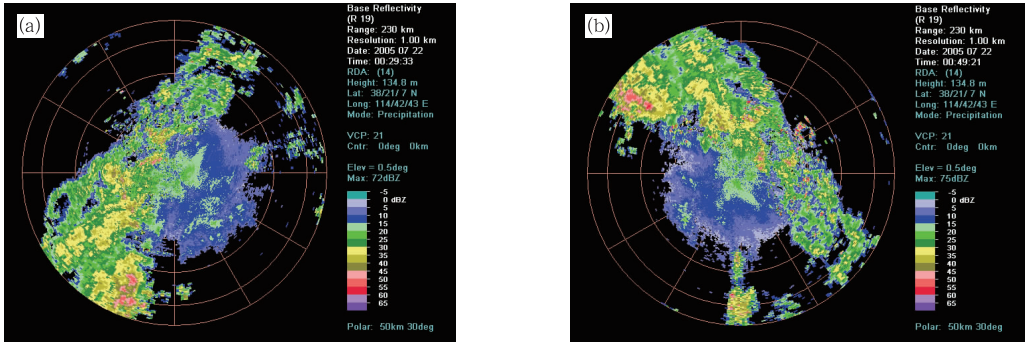 (a)
Base Reflectivity
(R 19)
Range: 230 km
Resolution: 1.00 km
Date: 2005 07 22
Time: 00:29:33
RDA: (14)
Height: 134.8 m
Lat: 38/21/ 7 N
Long: 114/42/43 E
Mode: Precipitation
VCP: 21
Cntr: 0deg 0km
Elev = 0.5deg
Max: 72dBZ
-5
0 dBZ
5
10
15
20
25
30
35
40
45
50
55
60
65
Polar: 50km 30deg
(b)
Base Reflectivity
(R 19)
Range: 230 km
Resolution: 1.00 km
Date: 2005 07 22
Time: 00:49:21
RDA: (14)
Height: 134.8 m
Lat: 38/21/ 7 N
Long: 114/42/43 E
Mode: Precipitation
VCP: 21
Cntr: 0deg 0km
Elev = 0.5deg
Max: 75dBZ
-5
0 dBZ
5
10
15
20
25
30
35
40
45
50
55
60
65
Polar: 50km 30deg